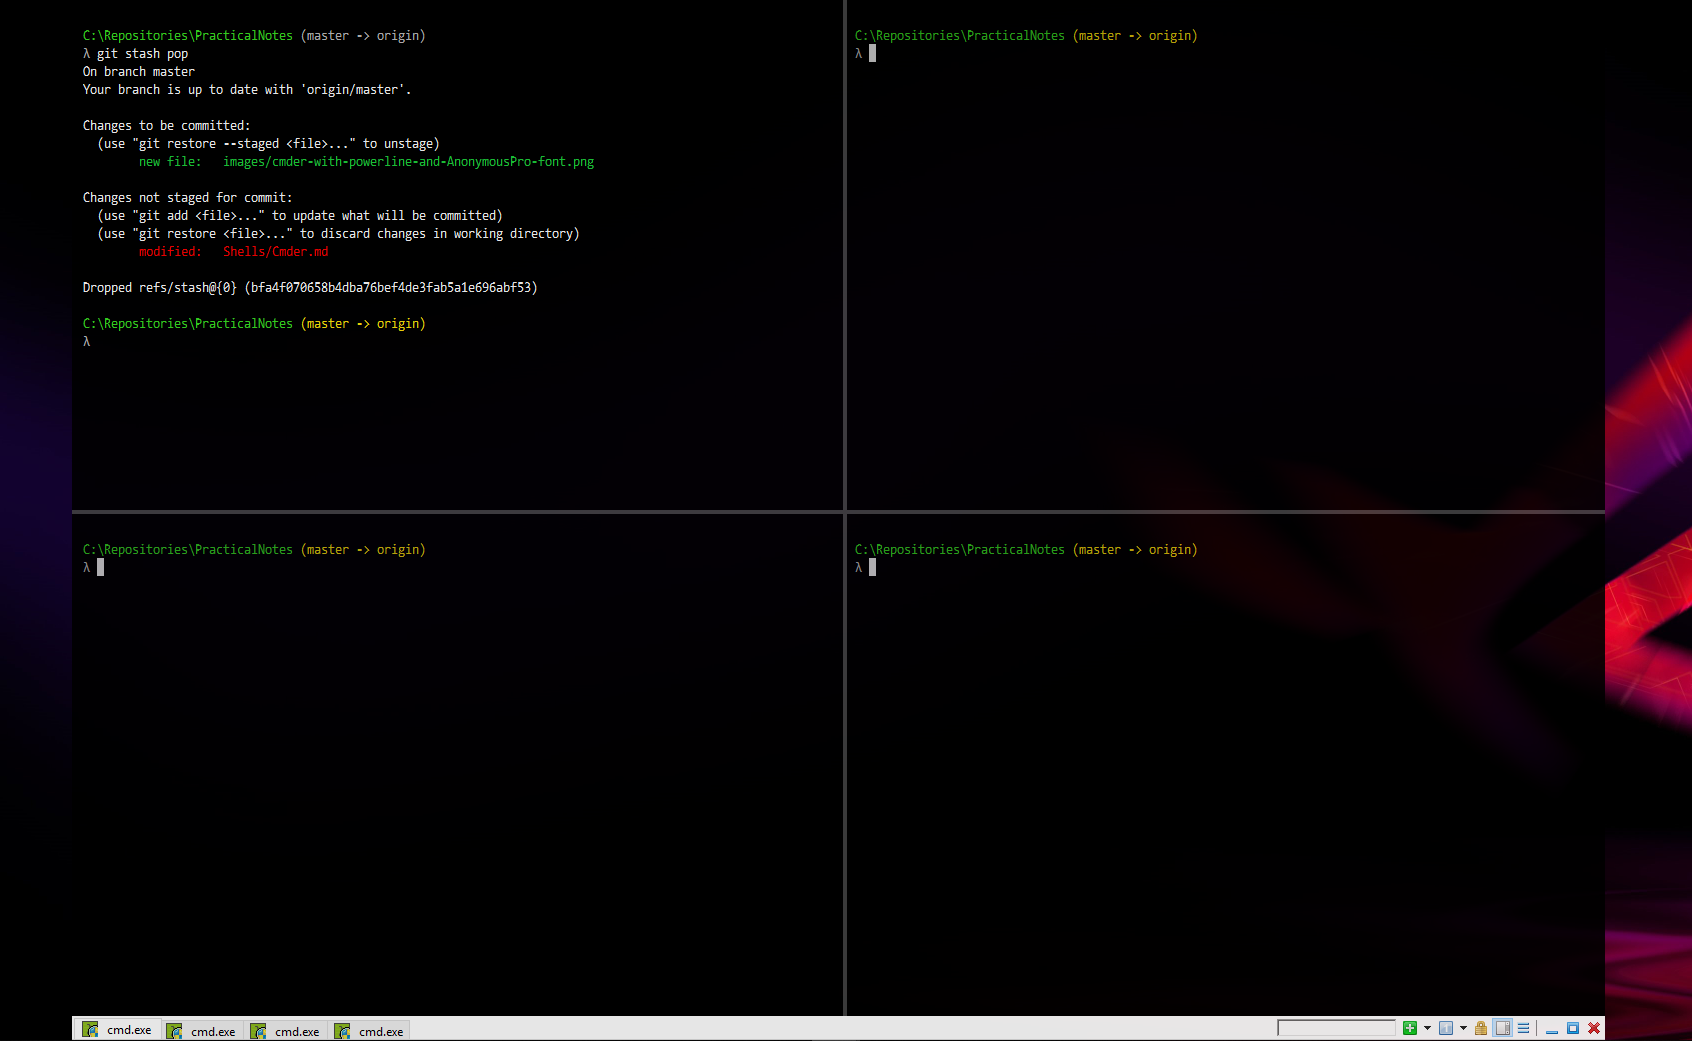 C:\Repositories\PracticalNotes (master -> origin)
λ git stash pop
On branch master
Your branch is up to date with 'origin/master'.
Changes to be committed:
(use "git restore --staged <file>..." to unstage)
new file: images/cmder-with-powerline-and-AnonymousPro-font.png
Changes not staged for commit:
(use "git add <file>..." to update what will be committed)
(use "git restore <file>..." to discard changes in working directory)
modified: Shells/Cmder.md
Dropped refs/stash@{0} (bfa4f070658b4dba76bef4de3fab5a1e696abf53)
C:\Repositories\PracticalNotes (master -> origin)
λ
C:\Repositories\PracticalNotes (master -> origin)
λ
C:\Repositories\PracticalNotes (master -> origin)
λ
C:\Repositories\PracticalNotes (master -> origin)
λ
cmd.exe cmd.exe cmd.exe cmd.exe